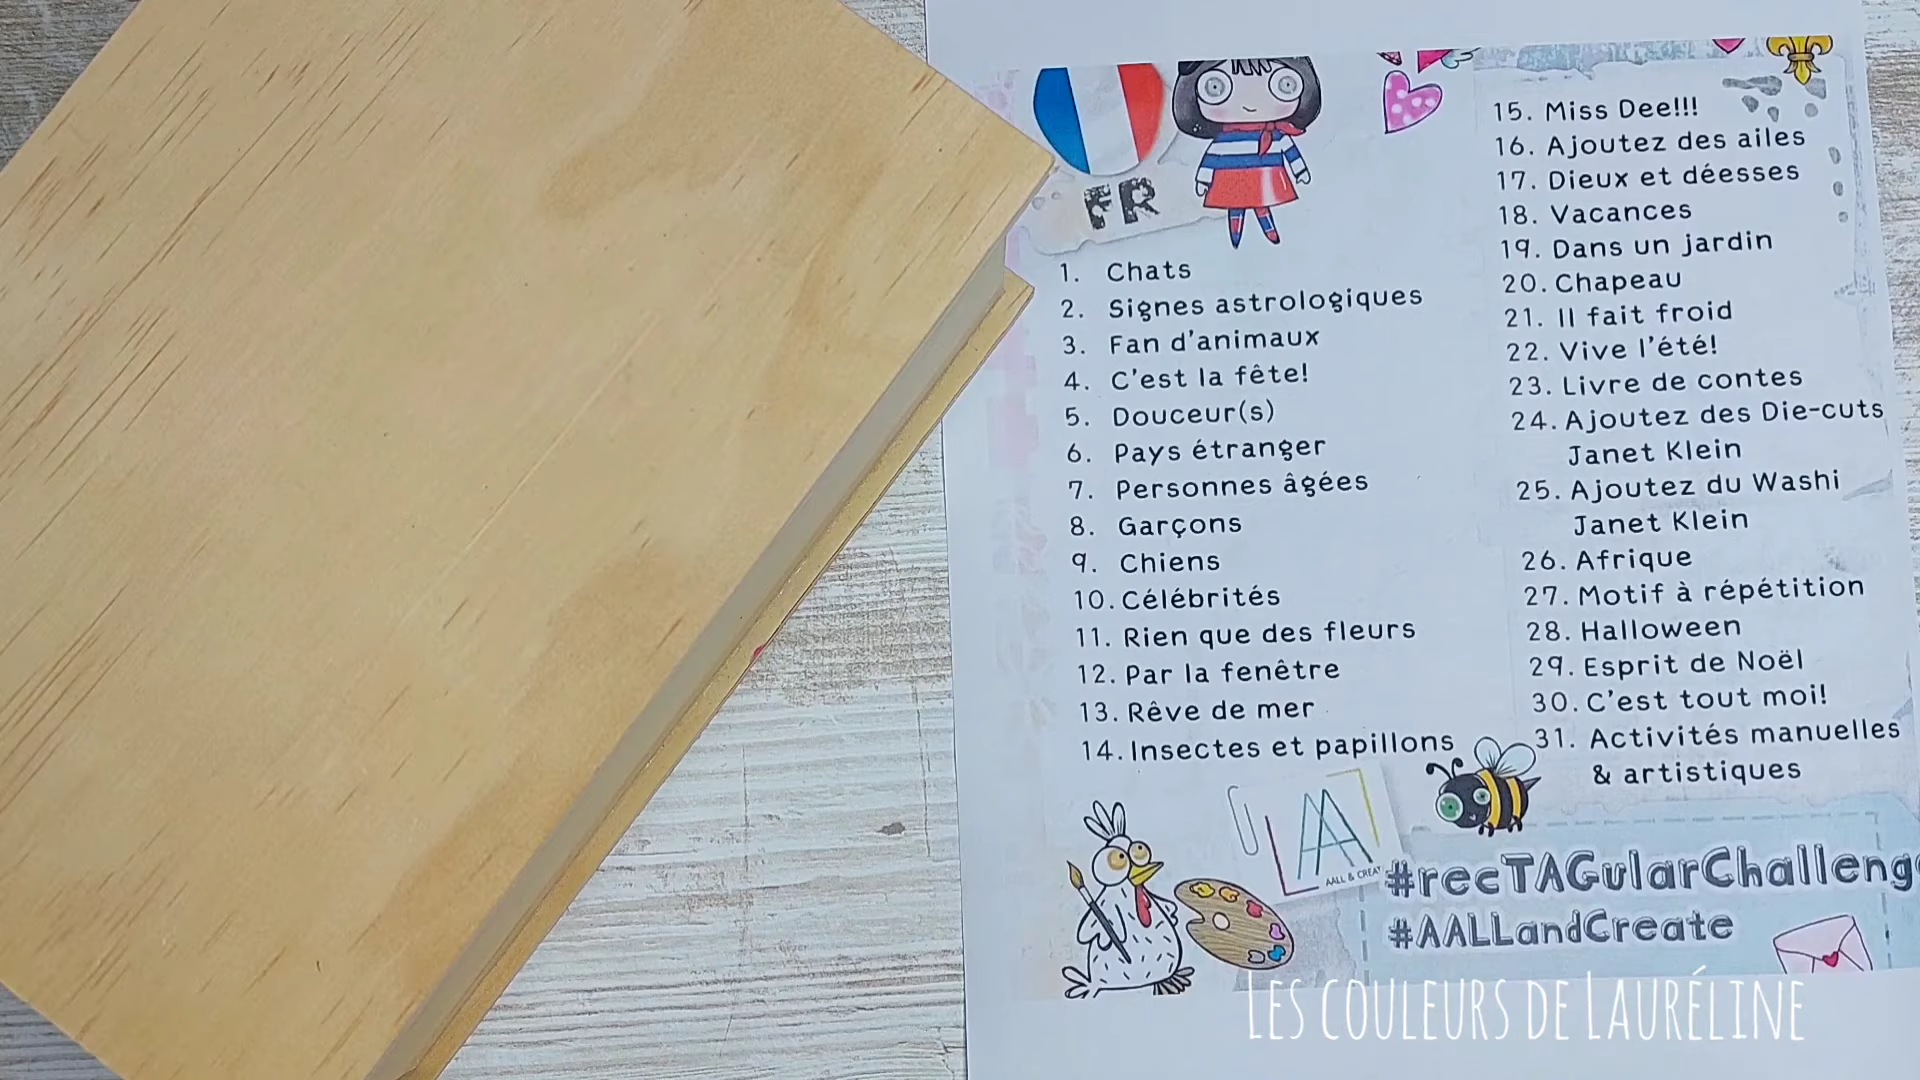 FR
1. Chats
2. Signes astrologiques
3. Fan d'animaux
4. C'est la fête!
5. Douceur(s)
6. Pays étranger
7. Personnes âgées
8. Garçons
9. Chiens
10. Célébrités
11. Rien que des fleurs
12. Par la fenêtre
13. Rêve de mer
14. Insectes et papillons
15. Miss Dee!!!
16. Ajoutez des ailes
17. Dieux et déesses
18. Vacances
19. Dans un jardin
20. Chapeau
21. Il fait froid
22. Vive l'été!
23. Livre de contes
24. Ajoutez des Die-cuts
Janet Klein
25. Ajoutez du Washi
Janet Klein
26. Afrique
27. Motif à répétition
28. Halloween
29. Esprit de Noël
30. C'est tout moi!
31. Activités manuelles
& artistiques
AALL & CREAT
#recTAGularChalleng
#AALLandCreate
LES COULEURS DE LAURÉLINE